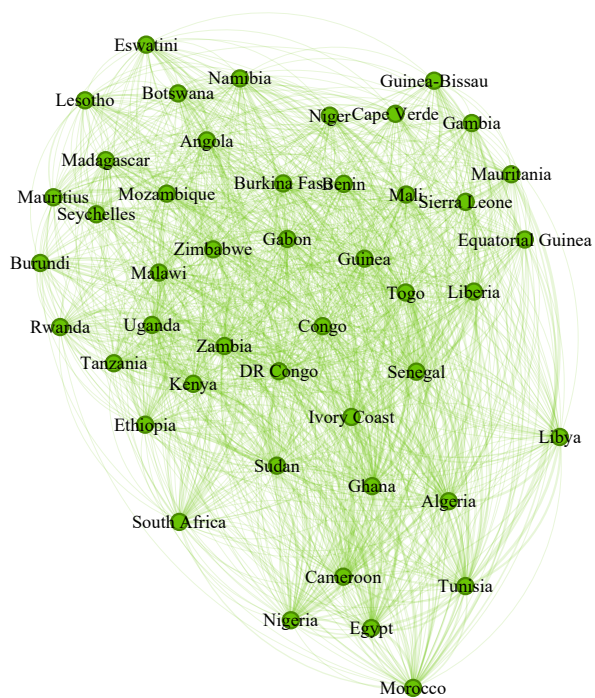 Eswatini
Namibia
Guinea-Bissau
Botswana
Lesotho
Niger
Cape Verde
Gambia
Angola
Madagascar
Mauritania
Burkina Faso
Benin
Mauritius
Mozambique
Mali
Sierra Leone
Seychelles
Gabon
Equatorial Guinea
Zimbabwe
Burundi
Guinea
Malawi
Togo
Liberia
Rwanda
Uganda
Congo
Zambia
Tanzania
DR Congo
Senegal
Kenya
Ivory Coast
Ethiopia
Libya
Sudan
Ghana
Algeria
South Africa
Cameroon
Tunisia
Nigeria
Egypt
Morocco